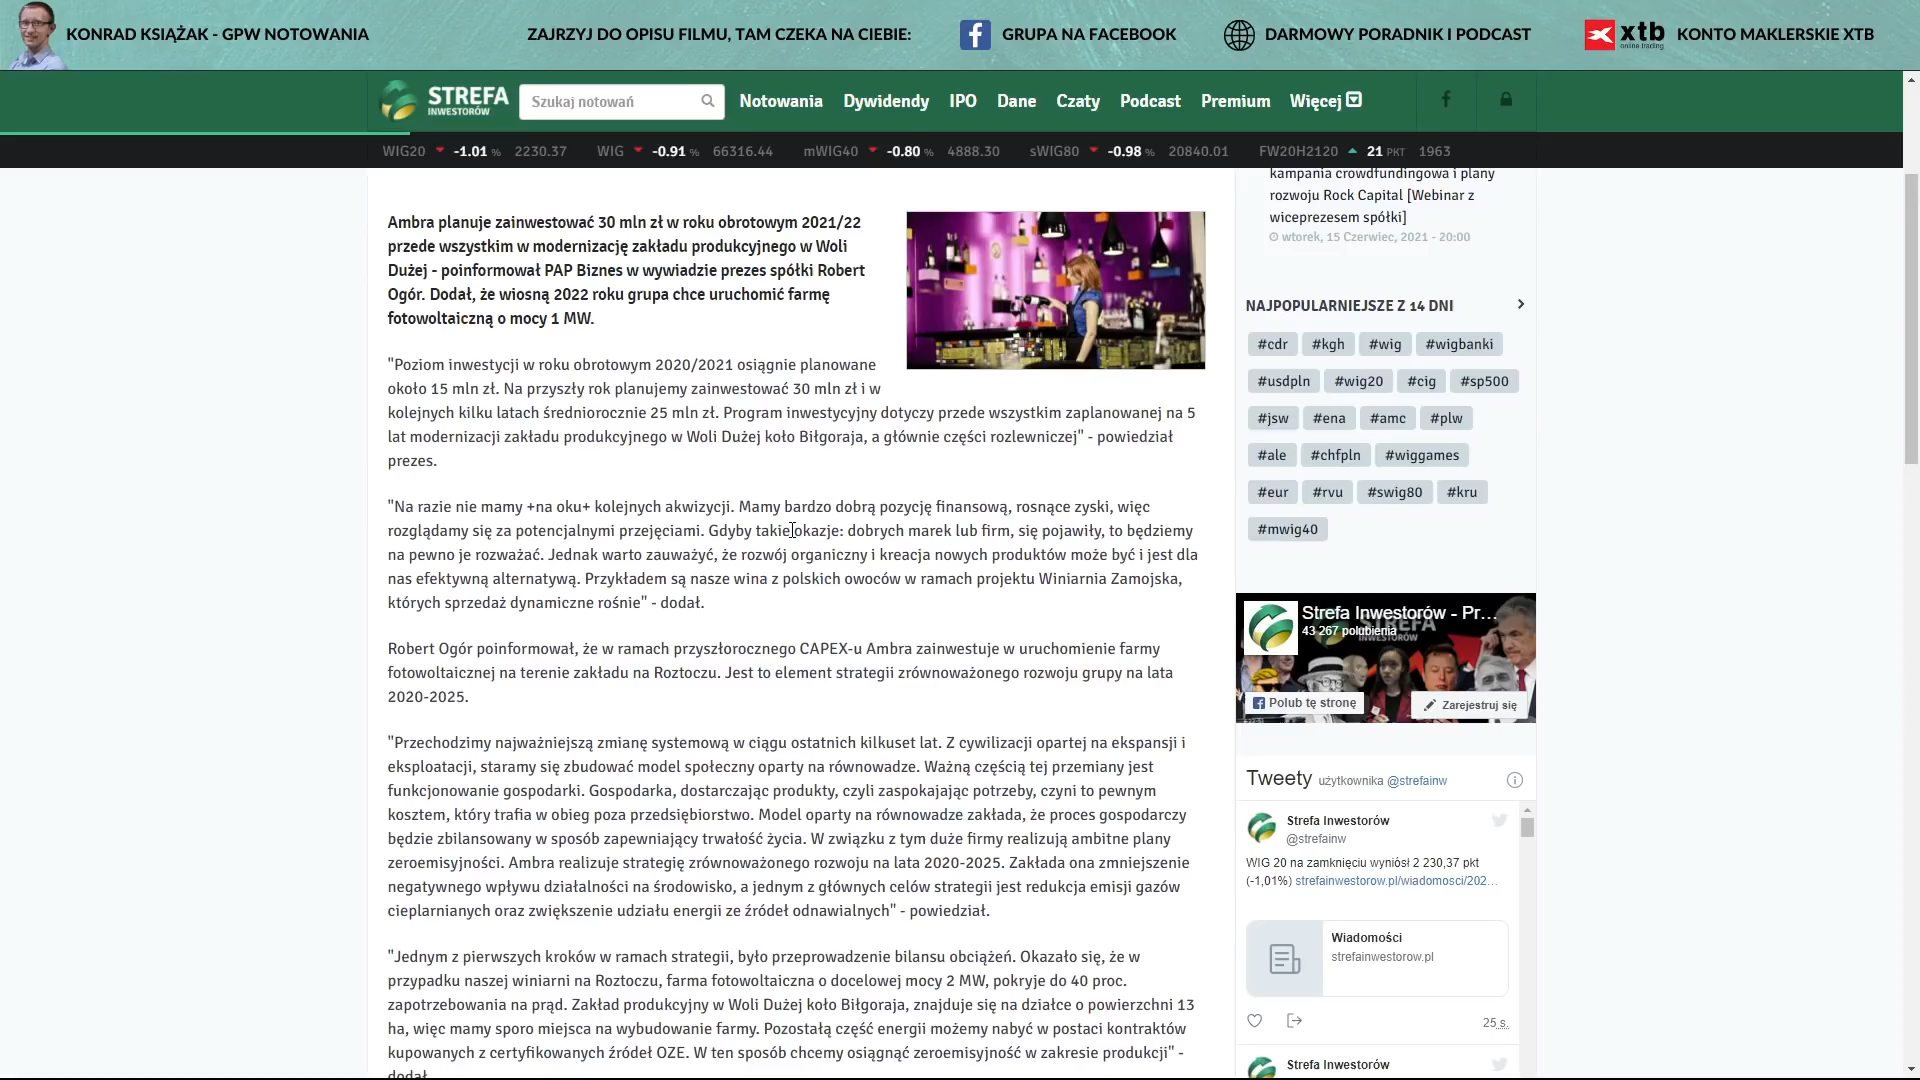 KONRAD KSIĄŻAK - GPW NOTOWANIA
ZAJRZYJ DO OPISU FILMU, TAM CZEKA NA CIEBIE:
GRUPA NA FACEBOOK
DARMOWY PORADNIK I PODCAST
xtb
online trading
KONTO MAKLERSKIE XTB
STREFA
INWESTORÓW
Szukaj notowań
Notowania
Dywidendy
IPO
Dane
Czaty
Podcast
Premium
Więcej
WIG20 -1.01 % 2230.37
WIG -0.91 % 66316.44
mWIG40 -0.80 % 4888.30
sWIG80 -0.98 % 20840.01
FW20H2120 21 PKT 1963
Ambra planuje zainwestować 30 mln zł w roku obrotowym 2021/22
przede wszystkim w modernizację zakładu produkcyjnego w Woli
Dużej - poinformował PAP Biznes w wywiadzie prezes spółki Robert
Ogór. Dodał, że wiosną 2022 roku grupa chce uruchomić farmę
fotowoltaiczną o mocy 1 MW.
"Poziom inwestycji w roku obrotowym 2020/2021 osiągnie planowane
około 15 mln zł. Na przyszły rok planujemy zainwestować 30 mln zł i w
kolejnych kilku latach średniorocznie 25 mln zł. Program inwestycyjny dotyczy przede wszystkim zaplanowanej na 5
lat modernizacji zakładu produkcyjnego w Woli Dużej koło Biłgoraja, a głównie części rozlewniczej" - powiedział
prezes.
"Na razie nie mamy +na oku+ kolejnych akwizycji. Mamy bardzo dobrą pozycję finansową, rosnące zyski, więc
rozglądamy się za potencjalnymi przejęciami. Gdyby takie okazje: dobrych marek lub firm, się pojawiły, to będziemy
na pewno je rozważać. Jednak warto zauważyć, że rozwój organiczny i kreacja nowych produktów może być i jest dla
nas efektywną alternatywą. Przykładem są nasze wina z polskich owoców w ramach projektu Winiarnia Zamojska,
których sprzedaż dynamiczne rośnie" - dodał.
Robert Ogór poinformował, że w ramach przyszłorocznego CAPEX-u Ambra zainwestuje w uruchomienie farmy
fotowoltaicznej na terenie zakładu na Roztoczu. Jest to element strategii zrównoważonego rozwoju grupy na lata
2020-2025.
"Przechodzimy najważniejszą zmianę systemową w ciągu ostatnich kilkuset lat. Z cywilizacji opartej na ekspansji i
eksploatacji, staramy się zbudować model społeczny oparty na równowadze. Ważną częścią tej przemiany jest
funkcjonowanie gospodarki. Gospodarka, dostarczając produkty, czyli zaspokajając potrzeby, czyni to pewnym
kosztem, który trafia w obieg poza przedsiębiorstwo. Model oparty na równowadze zakłada, że proces gospodarczy
będzie zbilansowany w sposób zapewniający trwałość życia. W związku z tym duże firmy realizują ambitne plany
zeroemisyjności. Ambra realizuje strategię zrównoważonego rozwoju na lata 2020-2025. Zakłada ona zmniejszenie
negatywnego wpływu działalności na środowisko, a jednym z głównych celów strategii jest redukcja emisji gazów
cieplarnianych oraz zwiększenie udziału energii ze źródeł odnawialnych" - powiedział.
"Jednym z pierwszych kroków w ramach strategii, było przeprowadzenie bilansu obciążeń. Okazało się, że w
przypadku naszej winiarni na Roztoczu, farma fotowoltaiczna o docelowej mocy 2 MW, pokryje do 40 proc.
zapotrzebowania na prąd. Zakład produkcyjny w Woli Dużej koło Biłgoraja, znajduje się na działce o powierzchni 13
ha, więc mamy sporo miejsca na wybudowanie farmy. Pozostałą część energii możemy nabyć w postaci kontraktów
kupowanych z certyfikowanych źródeł OZE. W ten sposób chcemy osiągnąć zeroemisyjność w zakresie produkcji" -
dodał.
kampania crowdfundingowa i plany
rozwoju Rock Capital [Webinar z
wiceprezesem spółki]
wtorek, 15 Czerwiec, 2021 - 20:00
NAJPOPULARNIEJSZE Z 14 DNI
#cdr #kgh #wig #wigbanki
#usdpln #wig20 #cig #sp500
#jsw #ena #amc #plw
#ale #chfpln #wiggames
#eur #rvu #swig80 #kru
#mwig40
Strefa Inwestorów - Pr...
43 267 polubienia
STREFA
INWESTORÓW
Polub tę stronę
Zarejestruj się
Tweety użytkownika @strefainw
Strefa Inwestorów
@strefainw
WIG 20 na zamknięciu wyniósł 2 230,37 pkt
(-1,01%) strefainwestorow.pl/wiadomosci/202...
Wiadomości
strefainwestorow.pl
25 s.
Strefa Inwestorów